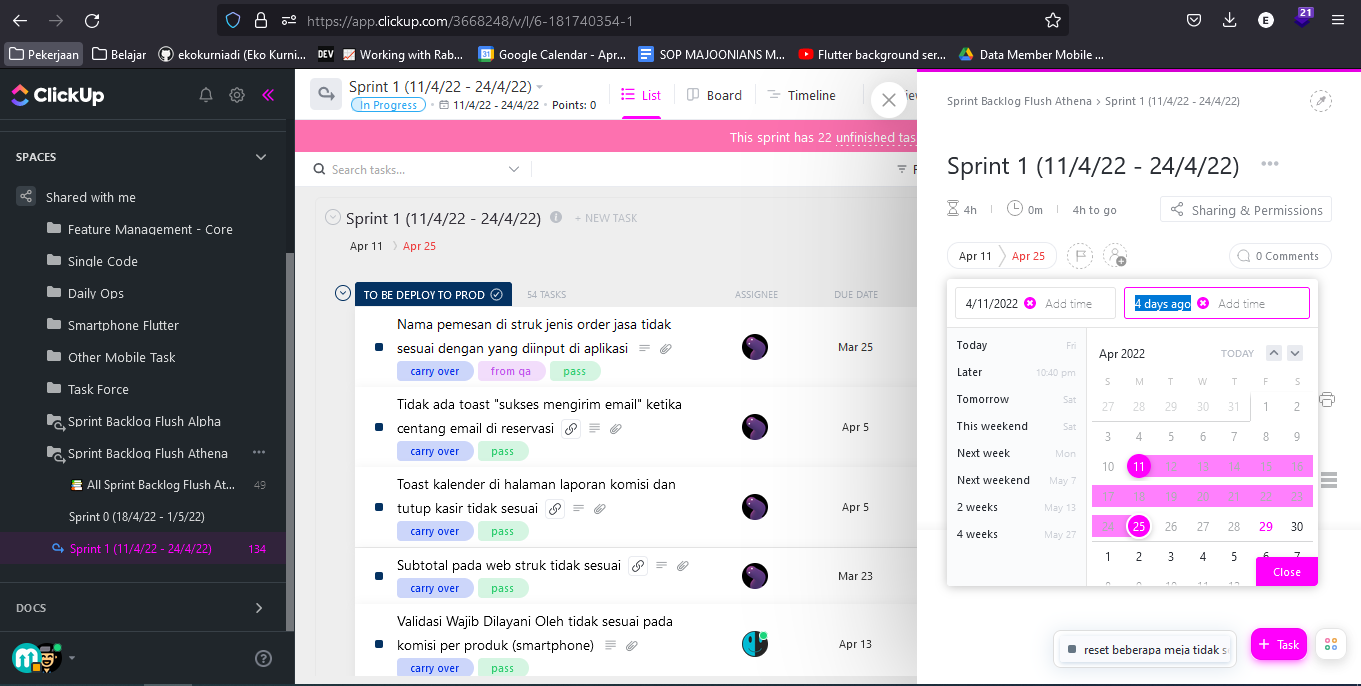 https://app.clickup.com/3668248/v/l/6-181740354-1
E
21
Pekerjaan
Belajar
ekokurniadi (Eko Kurni...
DEV
Working with Rab...
Google Calendar - Apr...
SOP MAJOONIANS M...
Flutter background ser...
Data Member Mobile ...
ClickUp
SPACES
Shared with me
Feature Management - Core
Single Code
Daily Ops
Smartphone Flutter
Other Mobile Task
Task Force
Sprint Backlog Flush Alpha
Sprint Backlog Flush Athena
All Sprint Backlog Flush At... 49
Sprint 0 (18/4/22 - 1/5/22)
Sprint 1 (11/4/22 - 24/4/22) 134
DOCS
Sprint 1 (11/4/22 - 24/4/22)
In Progress
11/4/22 - 24/4/22
Points: 0
List
Board
Timeline
This sprint has 22 unfinished tas
Search tasks...
Sprint 1 (11/4/22 - 24/4/22)
+ NEW TASK
Apr 11 Apr 25
TO BE DEPLOY TO PROD
54 TASKS
ASSIGNEE
DUE DATE
Nama pemesan di struk jenis order jasa tidak
sesuai dengan yang diinput di aplikasi
Mar 25
carry over from qa pass
Tidak ada toast "sukses mengirim email" ketika
centang email di reservasi
Apr 5
carry over pass
Toast kalender di halaman laporan komisi dan
tutup kasir tidak sesuai
Apr 5
carry over pass
Subtotal pada web struk tidak sesuai
Mar 23
carry over pass
Validasi Wajib Dilayani Oleh tidak sesuai pada
komisi per produk (smartphone)
Apr 13
carry over pass
Sprint Backlog Flush Athena > Sprint 1 (11/4/22 - 24/4/22)
Sprint 1 (11/4/22 - 24/4/22)
4h
0m
4h to go
Sharing & Permissions
Apr 11 Apr 25
0 Comments
4/11/2022 Add time
4 days ago Add time
Today Fri
Later 10:40 pm
Tomorrow Sat
This weekend Sat
Next week Mon
Next weekend May 7
2 weeks May 13
4 weeks May 27
Apr 2022 TODAY
S M T W T F S
27 28 29 30 31 1 2
3 4 5 6 7 8 9
10 11 12 13 14 15 16
17 18 19 20 21 22 23
24 25 26 27 28 29 30
1 2 3 4 5 6 7
8 9 10 11 12
Close
reset beberapa meja tidak s
+ Task